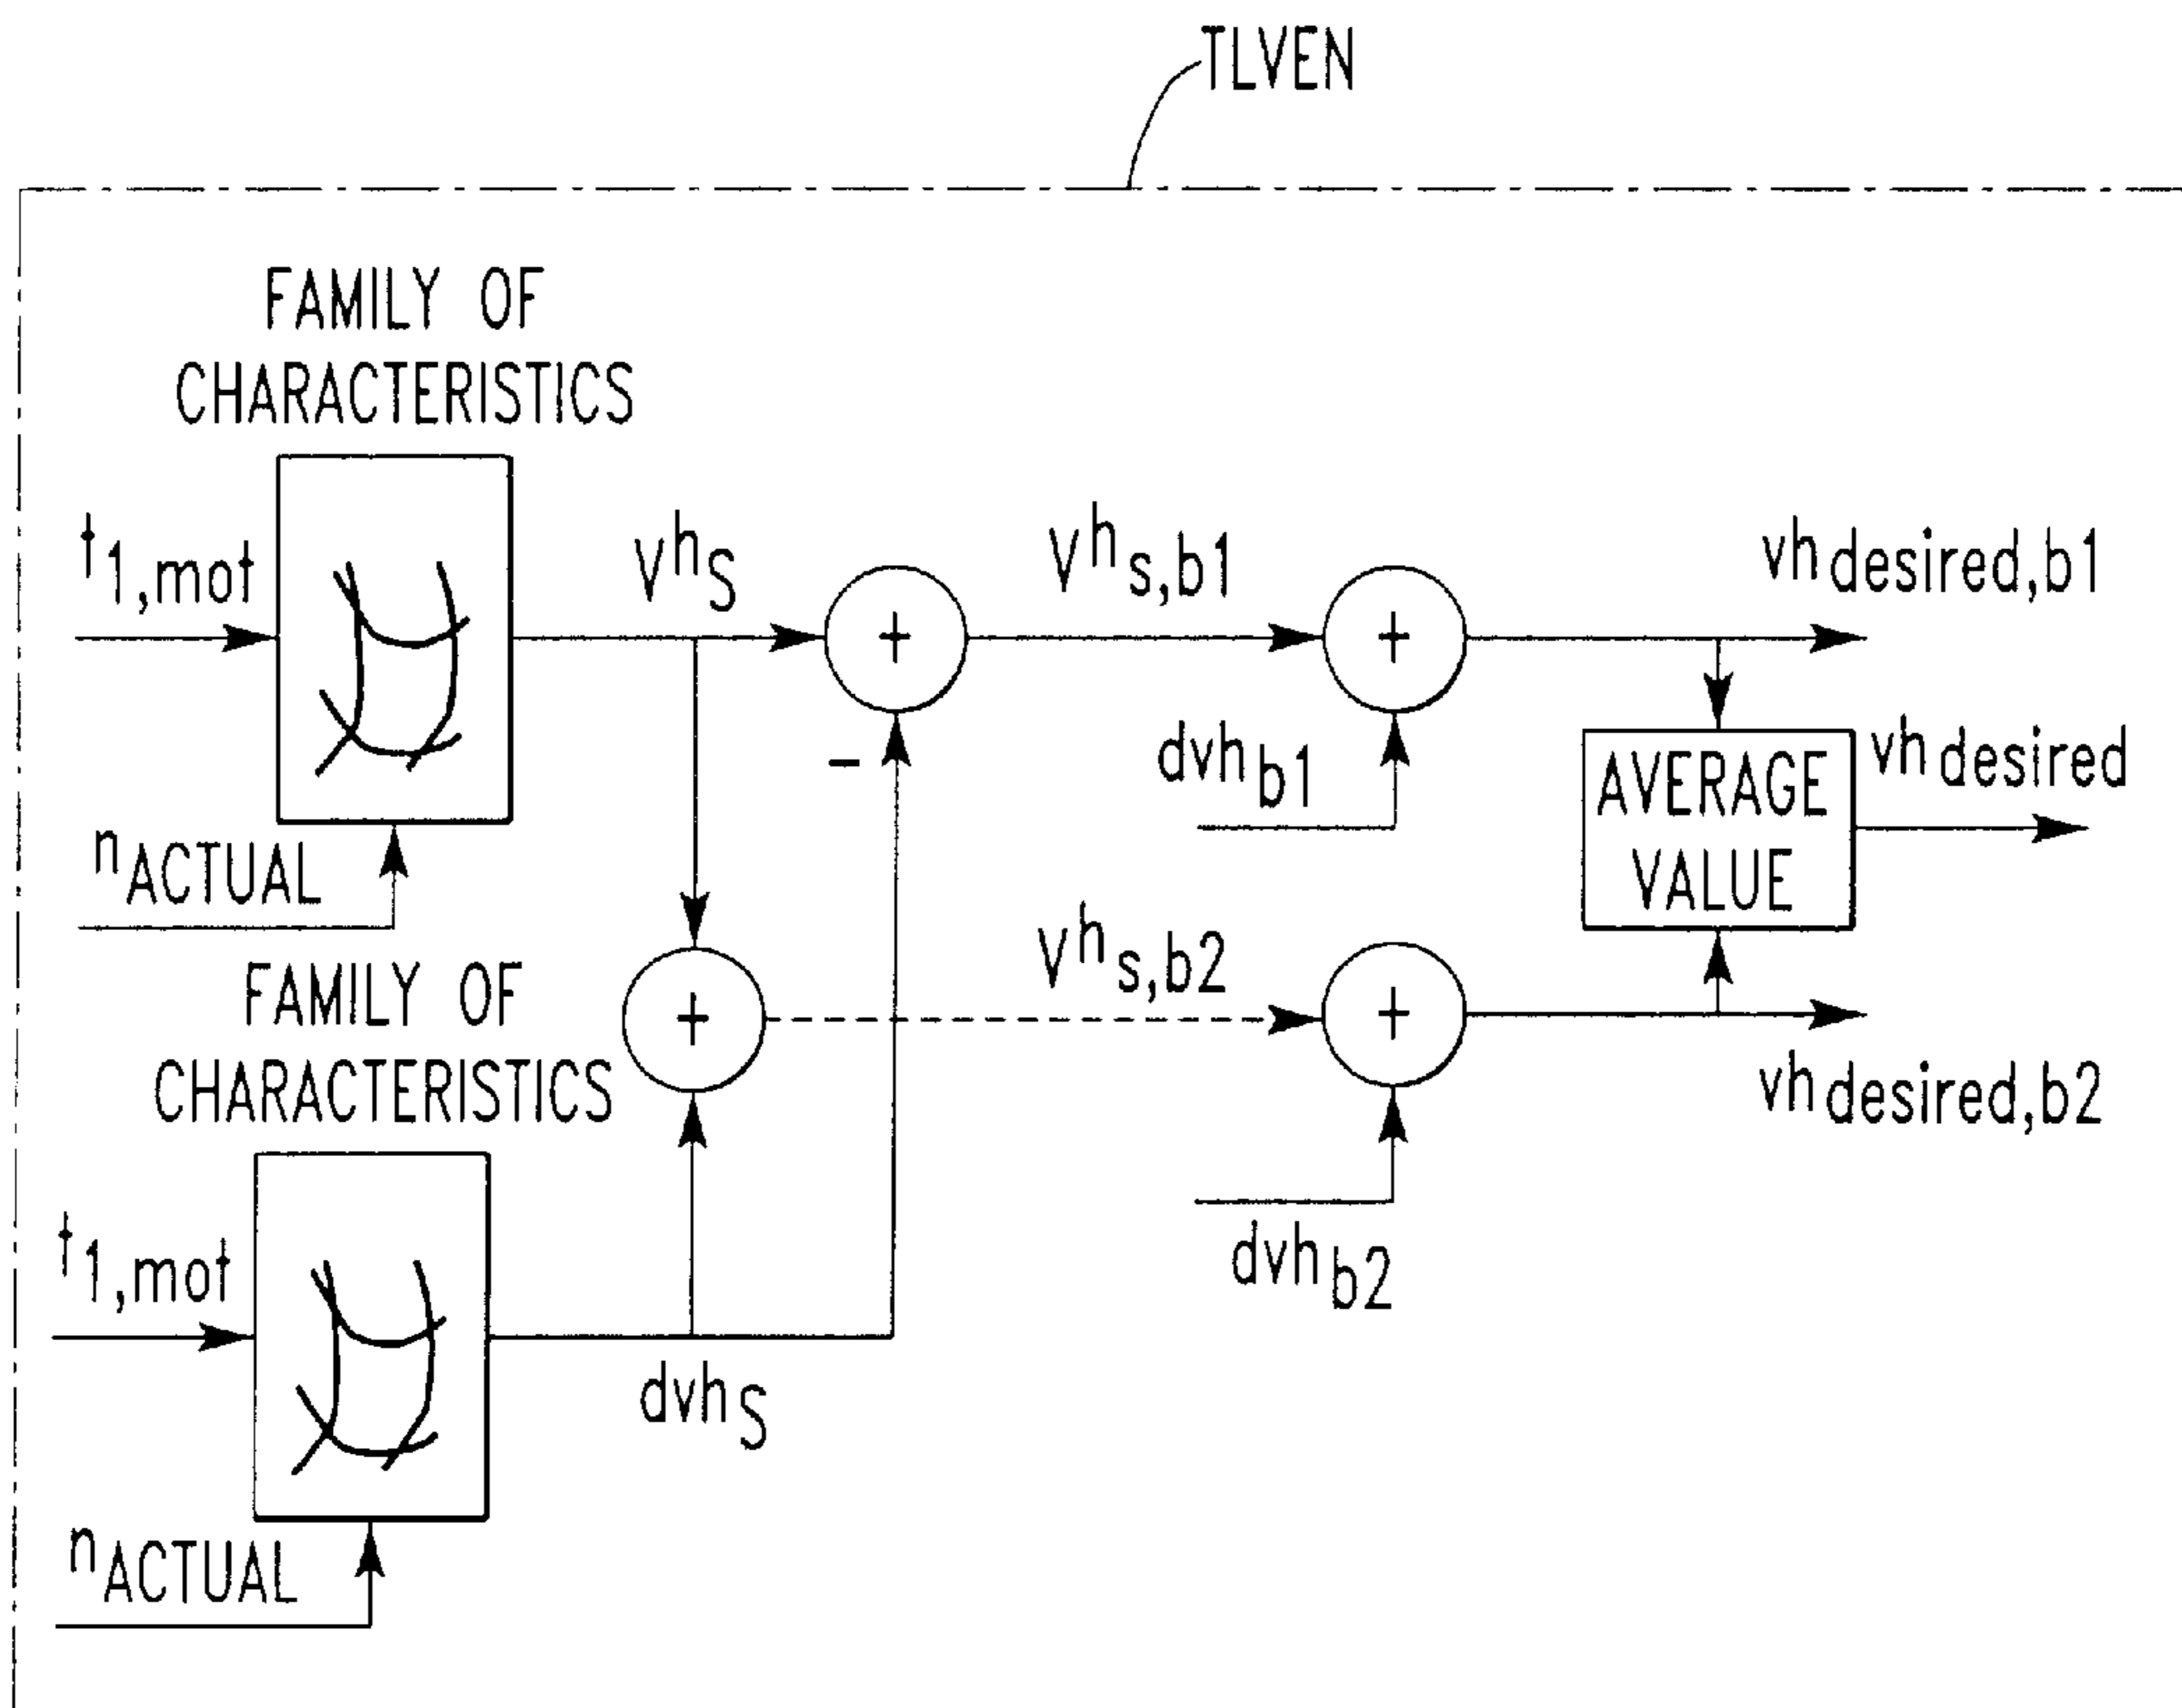 TLVEN
FAMILY OF
CHARACTERISTICS
t1,mot
vhS
+
vhs,b1
+
vhdesired,b1
-
dvhb1
AVERAGE
VALUE
vhdesired
nACTUAL
FAMILY OF
CHARACTERISTICS
+
vhs,b2
+
vhdesired,b2
t1,mot
dvhb2
dvhS
nACTUAL